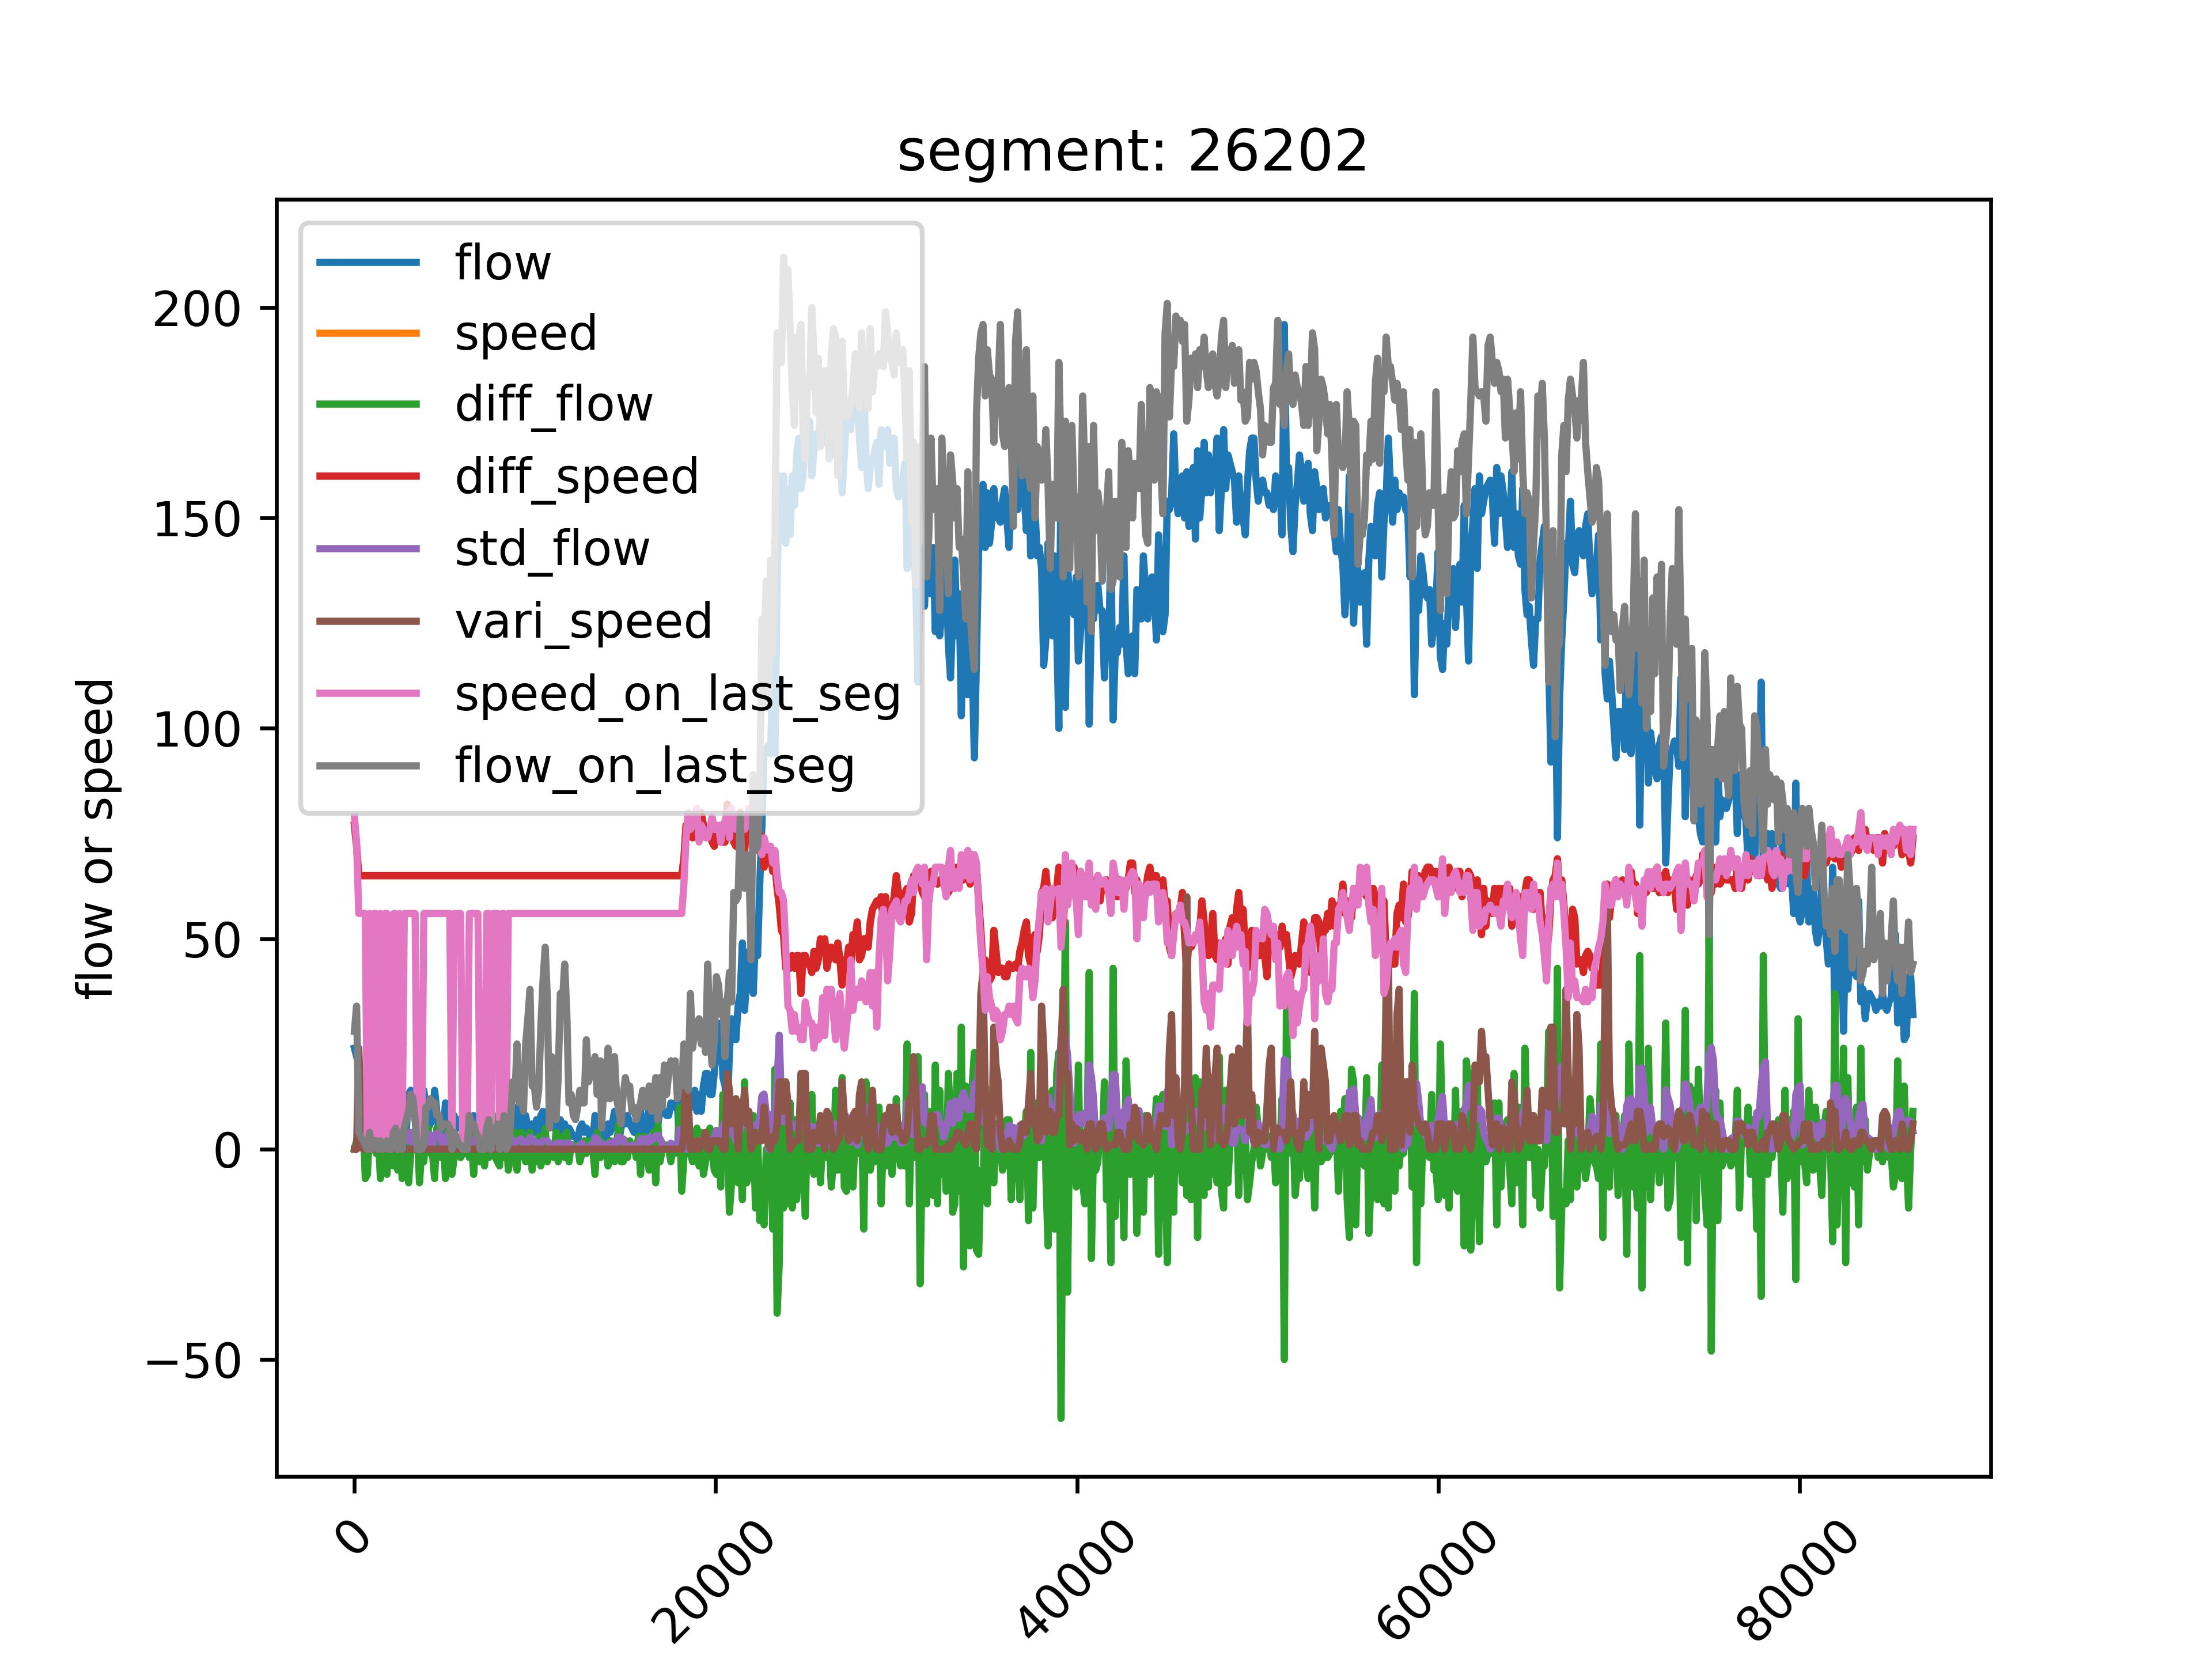 segment: 26202
flow
speed
diff_flow
diff_speed
std_flow
vari_speed
speed_on_last_seg
flow_on_last_seg
flow or speed
200
150
100
50
0
−50
0
20000
40000
60000
80000